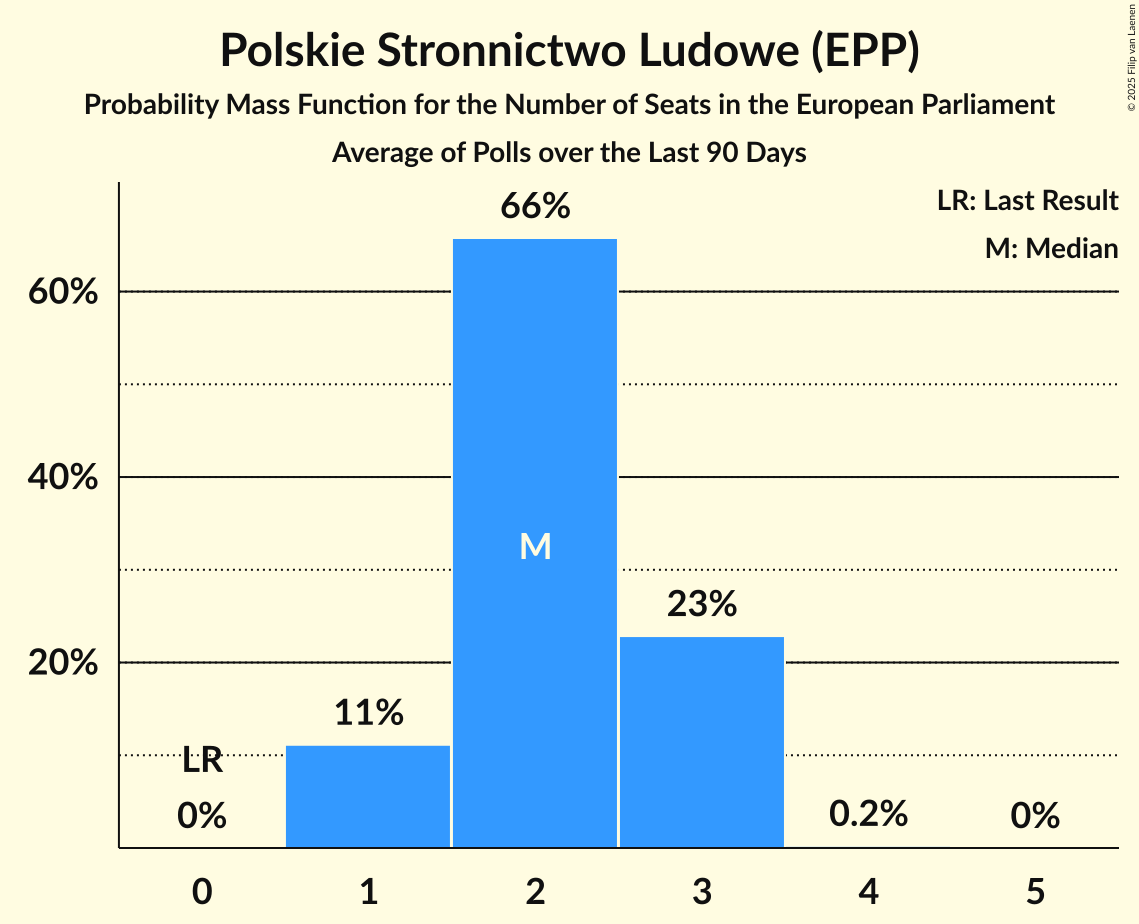 Polskie Stronnictwo Ludowe (EPP)
Probability Mass Function for the Number of Seats in the European Parliament
Average of Polls over the Last 90 Days
© 2025 Filip van Laenen
LR: Last Result
M: Median
60%
40%
20%
66%
M
23%
11%
LR
0%
0.2%
0%
0 1 2 3 4 5